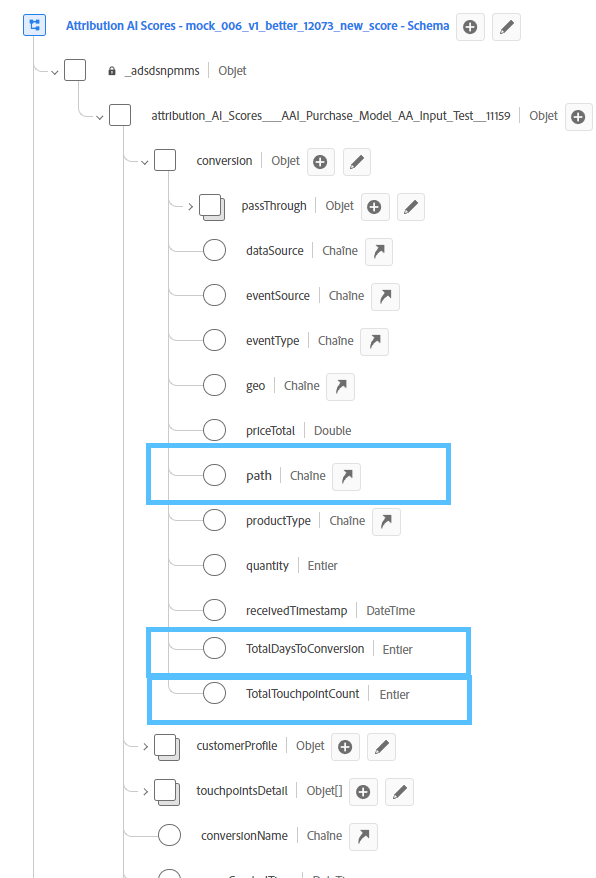 Attribution AI Scores - mock_006_v1_better_12073_new_score - Schema
_adsdsnpmms Objet
attribution_AI_Scores___AAI_Purchase_Model_AA_Input_Test__11159 Objet
conversion Objet
passThrough Objet
dataSource Chaîne
eventSource Chaîne
eventType Chaîne
geo Chaîne
priceTotal Double
path Chaîne
productType Chaîne
quantity Entier
receivedTimestamp DateTime
TotalDaysToConversion Entier
TotalTouchpointCount Entier
customerProfile Objet
touchpointsDetail Objet[]
conversionName Chaîne